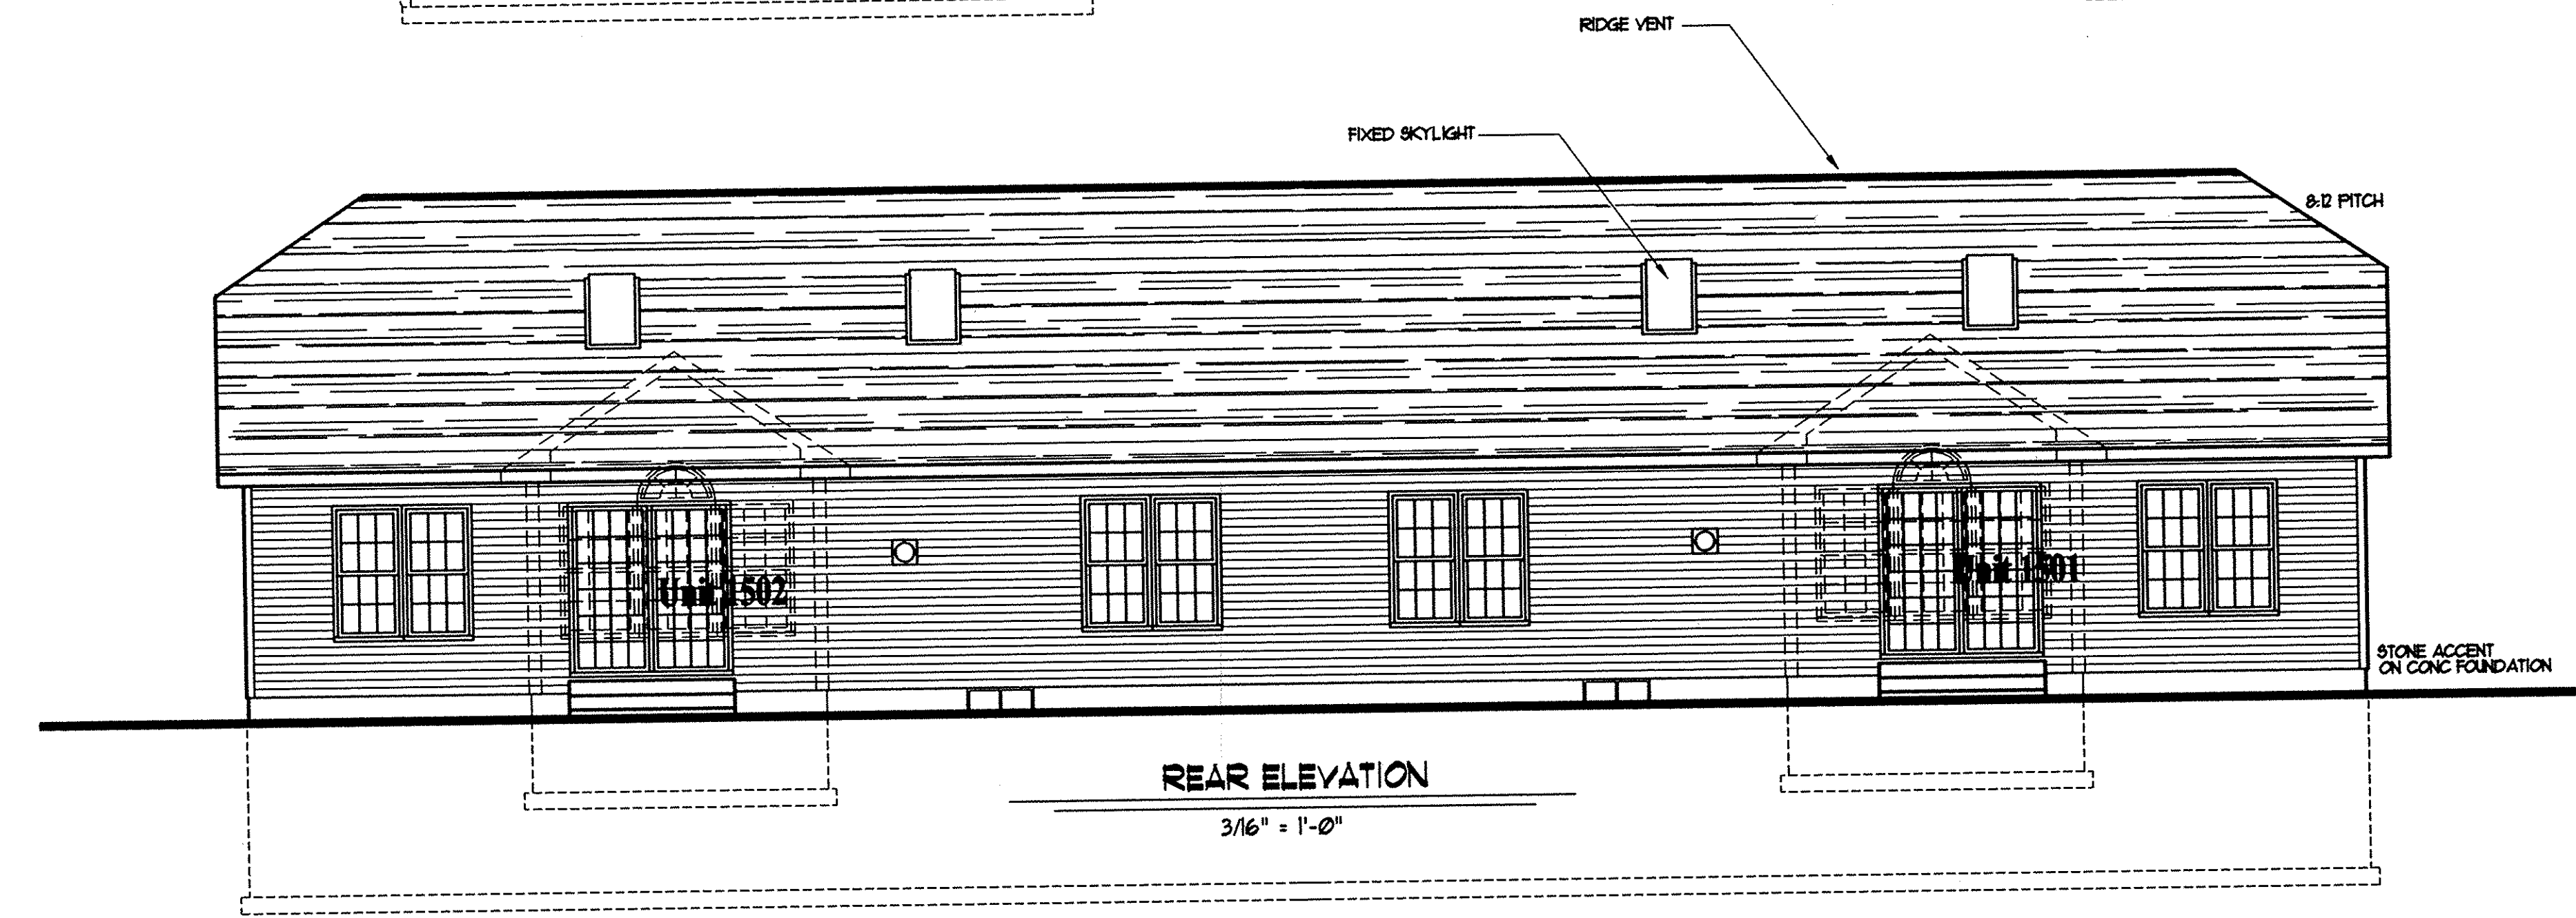 RIDGE VENT
FIXED SKYLIGHT
8:12 PITCH
Unit 1502
Unit 1501
STONE ACCENT
ON CONC FOUNDATION
REAR ELEVATION
3/16" = 1'-0"